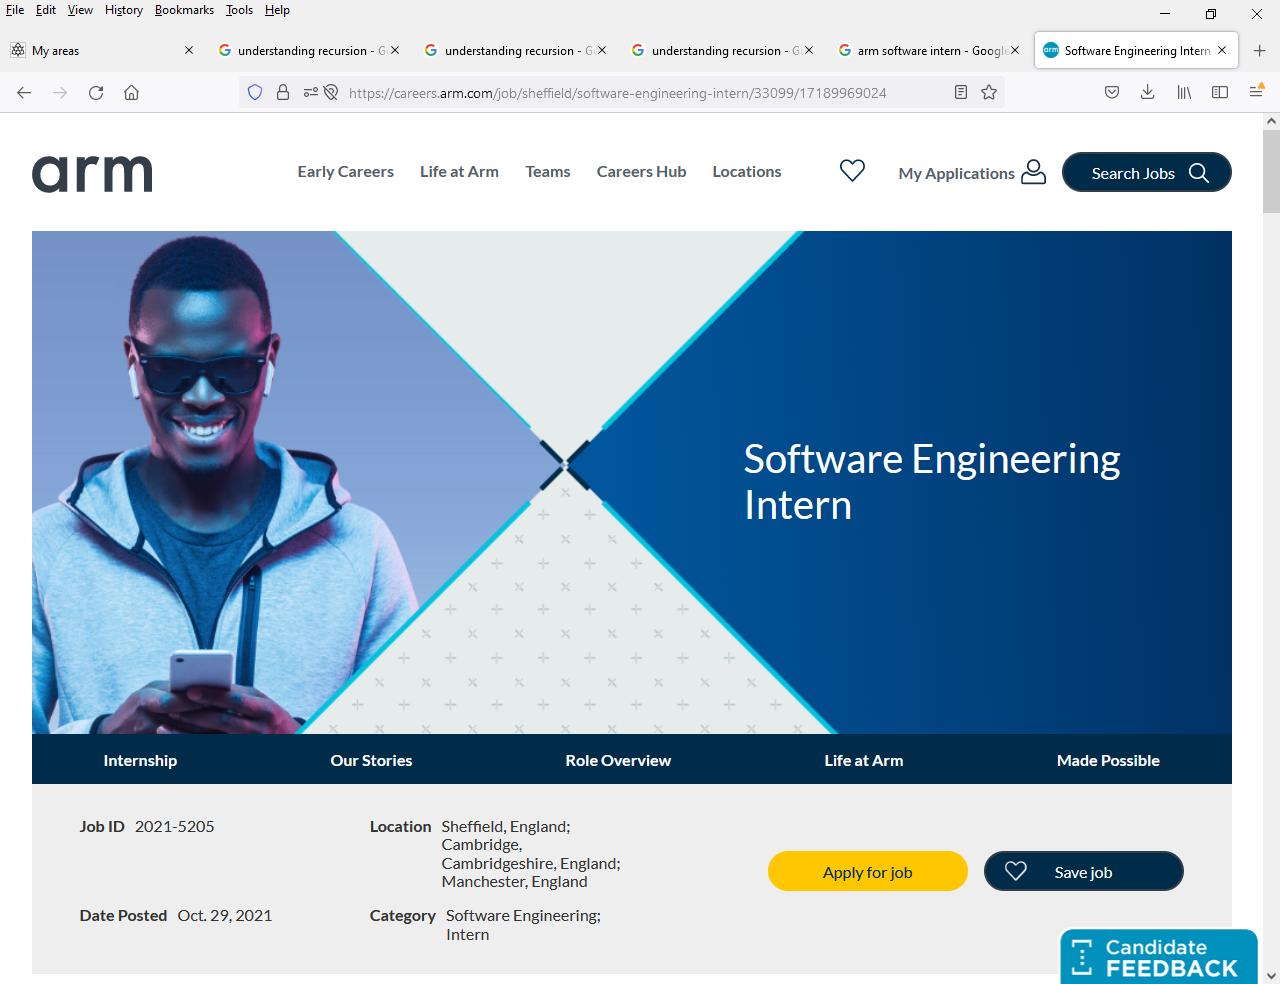 File Edit View History Bookmarks Tools Help
My areas
understanding recursion - G
understanding recursion - G
understanding recursion - G
arm software intern - Google
Software Engineering Intern
https://careers.arm.com/job/sheffield/software-engineering-intern/33099/17189969024
arm
Early Careers
Life at Arm
Teams
Careers Hub
Locations
My Applications
Search Jobs
Software Engineering
Intern
Internship
Our Stories
Role Overview
Life at Arm
Made Possible
Job ID 2021-5205
Location Sheffield, England;
Cambridge,
Cambridgeshire, England;
Manchester, England
Apply for job
Save job
Date Posted Oct. 29, 2021
Category Software Engineering;
Intern
Candidate
FEEDBACK